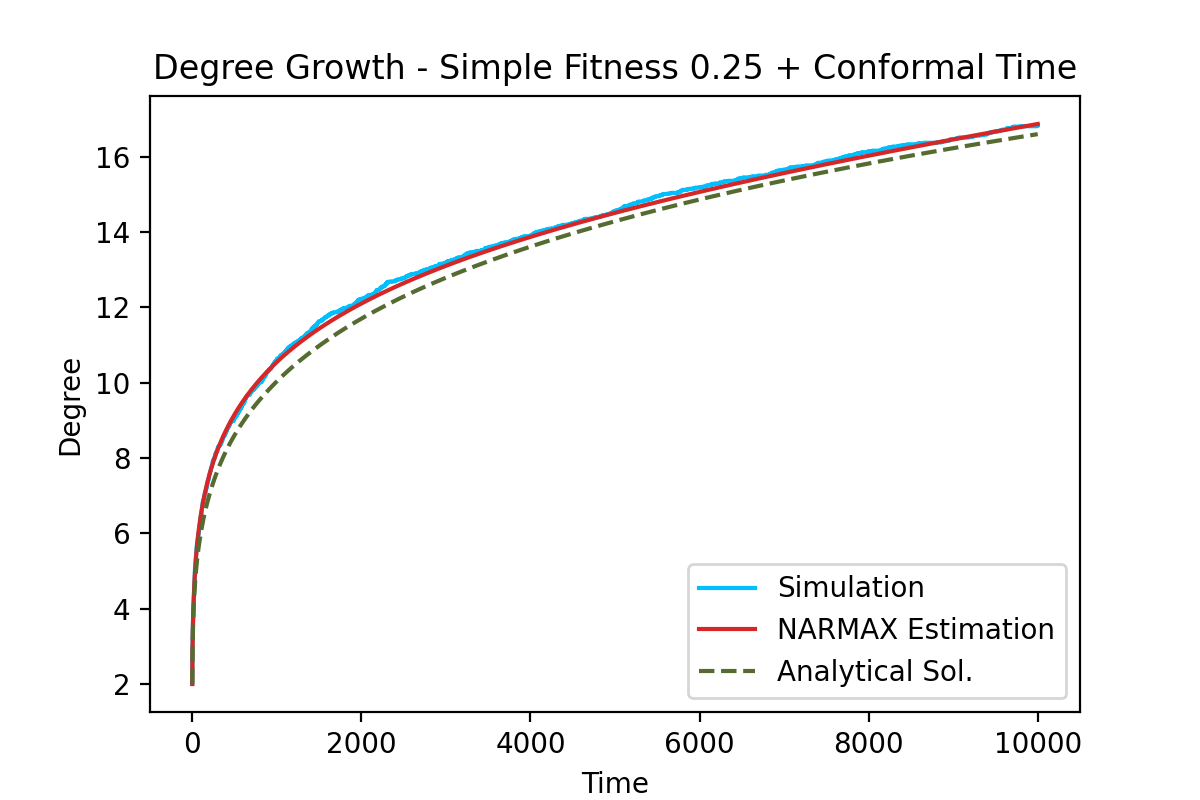 Degree Growth - Simple Fitness 0.25 + Conformal Time
16
14
12
10
8
6
4
2
Degree
Simulation
NARMAX Estimation
Analytical Sol.
0 2000 4000 6000 8000 10000
Time